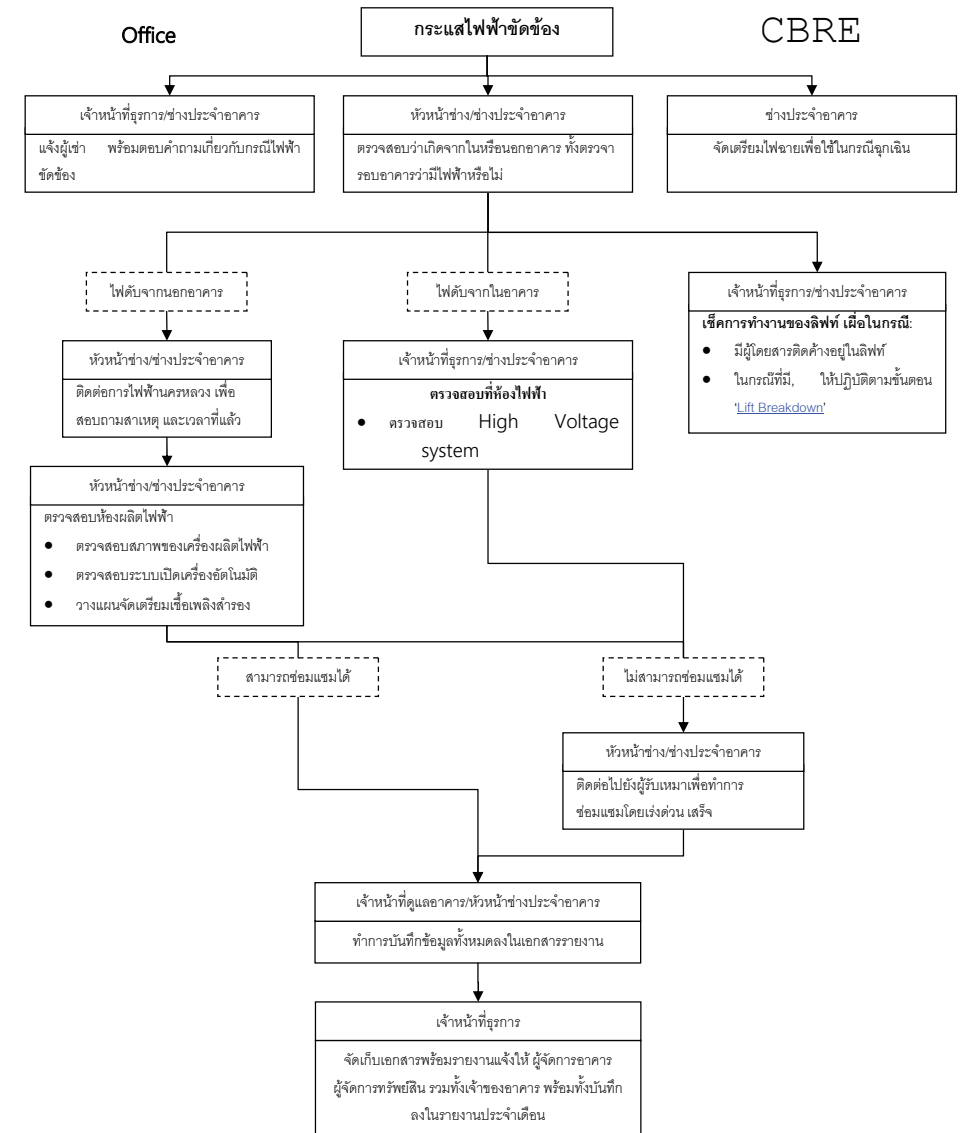 Office
กระแสไฟฟ้าขัดข้อง
CBRE
เจ้าหน้าที่ธุรการ/ช่างประจำอาคาร
แจ้งผู้เช่า พร้อมตอบคำถามเกี่ยวกับกรณีไฟฟ้า
ขัดข้อง
หัวหน้าช่าง/ช่างประจำอาคาร
ตรวจสอบว่าเกิดจากในหรือนอกอาคาร ทั้งตรวจา
รอบอาคารว่ามีไฟฟ้าหรือไม่
ช่างประจำอาคาร
จัดเตรียมไฟฉายเพื่อใช้ในกรณีฉุกเฉิน
ไฟดับจากนอกอาคาร
ไฟดับจากในอาคาร
เจ้าหน้าที่ธุรการ/ช่างประจำอาคาร
เช็คการทำงานของลิฟท์ เผื่อในกรณี:
● มีผู้โดยสารติดค้างอยู่ในลิฟท์
● ในกรณีที่มี, ให้ปฏิบัติตามขั้นตอน
'Lift Breakdown'
หัวหน้าช่าง/ช่างประจำอาคาร
ติดต่อการไฟฟ้านครหลวง เพื่อ
สอบถามสาเหตุ และเวลาที่แล้ว
เจ้าหน้าที่ธุรการ/ช่างประจำอาคาร
ตรวจสอบที่ห้องไฟฟ้า
● ตรวจสอบ High Voltage
system
หัวหน้าช่าง/ช่างประจำอาคาร
ตรวจสอบห้องผลิตไฟฟ้า
● ตรวจสอบสภาพของเครื่องผลิตไฟฟ้า
● ตรวจสอบระบบเปิดเครื่องอัตโนมัติ
● วางแผนจัดเตรียมเชื้อเพลิงสำรอง
สามารถซ่อมแซมได้
ไม่สามารถซ่อมแซมได้
หัวหน้าช่าง/ช่างประจำอาคาร
ติดต่อไปยังผู้รับเหมาเพื่อทำการ
ซ่อมแซมโดยเร่งด่วน เสร็จ
เจ้าหน้าที่ดูแลอาคาร/หัวหน้าช่างประจำอาคาร
ทำการบันทึกข้อมูลทั้งหมดลงในเอกสารรายงาน
เจ้าหน้าที่ธุรการ
จัดเก็บเอกสารพร้อมรายงานแจ้งให้ ผู้จัดการอาคาร
ผู้จัดการทรัพย์สิน รวมทั้งเจ้าของอาคาร พร้อมทั้งบันทึก
ลงในรายงานประจำเดือน